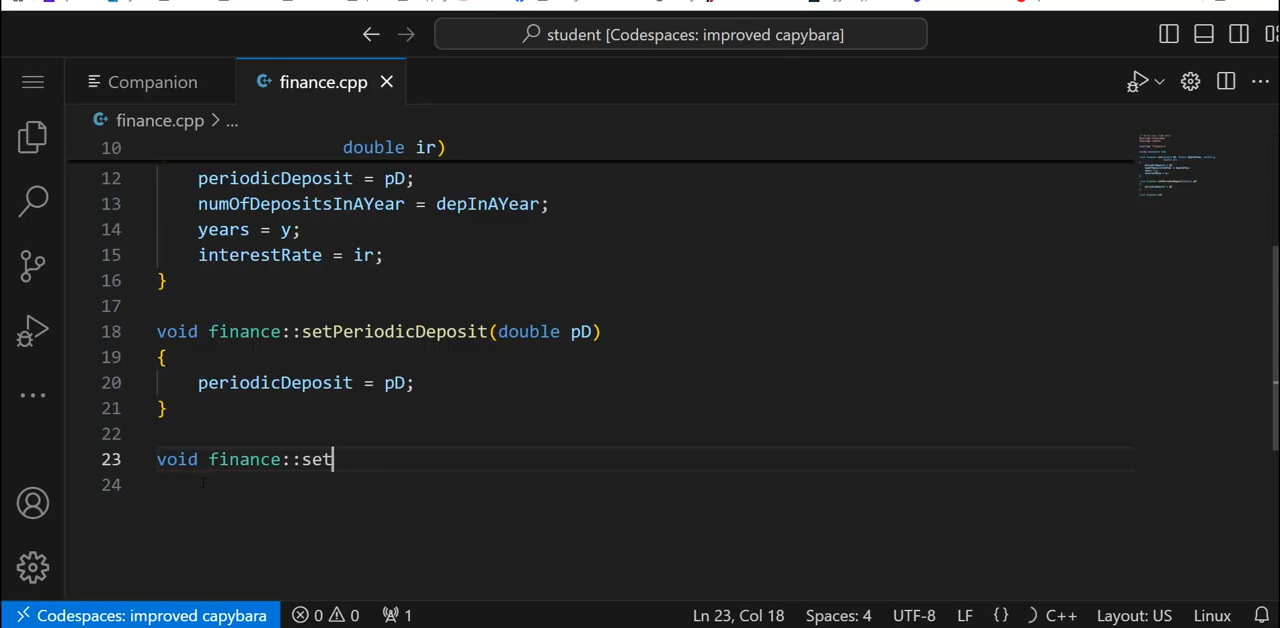 student [Codespaces: improved capybara]
Companion
finance.cpp
finance.cpp > ...
10 double ir)
12 periodicDeposit = pD;
13 numOfDepositsInAYear = depInAYear;
14 years = y;
15 interestRate = ir;
16 }
17
18 void finance::setPeriodicDeposit(double pD)
19 {
20 periodicDeposit = pD;
21 }
22
23 void finance::set
24
Codespaces: improved capybara 0 0 1 Ln 23, Col 18 Spaces: 4 UTF-8 LF {} C++ Layout: US Linux